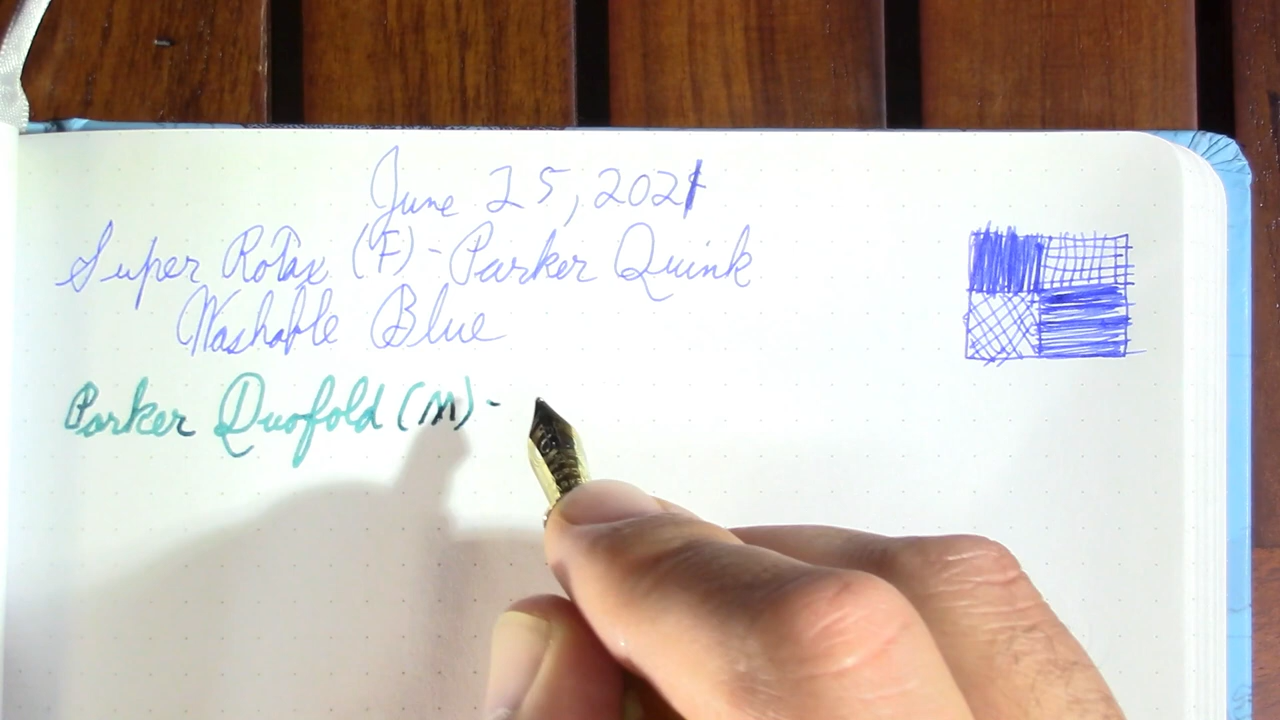 June 25, 2021
Super Rotax (F) - Parker Quink
Washable Blue
Parker Duofold (M) -